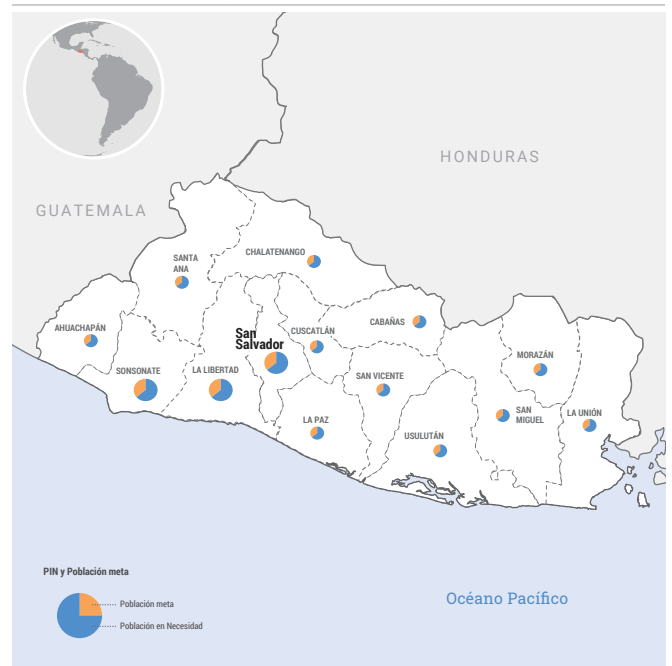 HONDURAS
GUATEMALA
SANTA
ANA
CHALATENANGO
AHUACHAPÁN
San
Salvador
CUSCATLÁN
CABAÑAS
SONSONATE
LA LIBERTAD
SAN VICENTE
MORAZÁN
LA PAZ
USULUTÁN
SAN
MIGUEL
LA UNIÓN
PIN y Población meta
Población meta
Población en Necesidad
Océano Pacífico